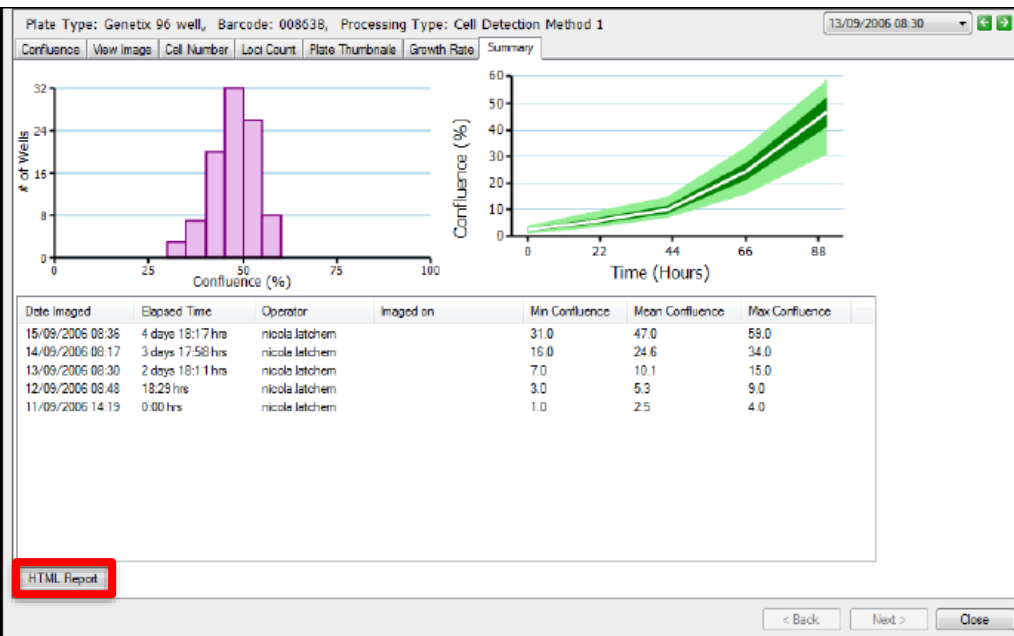 Plate Type: Genetix 96 well, Barcode: 008638, Processing Type: Cell Detection Method 1
13/09/2006 08:30
Confluence View Image Cell Number Loci Count Plate Thumbnails Growth Rate Summary
32
24
16
8
0
# of Wells
0 25 50 75 100
Confluence (%)
60
50
40
30
20
10
0
Confluence (%)
0 22 44 66 88
Time (Hours)
Date Imaged Elapsed Time Operator Imaged on Min Confluence Mean Confluence Max Confluence
15/09/2006 08:36 4 days 18:17 hrs nicola.latchem 31.0 47.0 59.0
14/09/2006 08:17 3 days 17:58 hrs nicola.latchem 16.0 24.6 34.0
13/09/2006 08:30 2 days 18:11 hrs nicola.latchem 7.0 10.1 15.0
12/09/2006 08:48 18:29 hrs nicola.latchem 3.0 5.3 9.0
11/09/2006 14:19 0:00 hrs nicola.latchem 1.0 2.5 4.0
HTML Report
< Back Next > Close